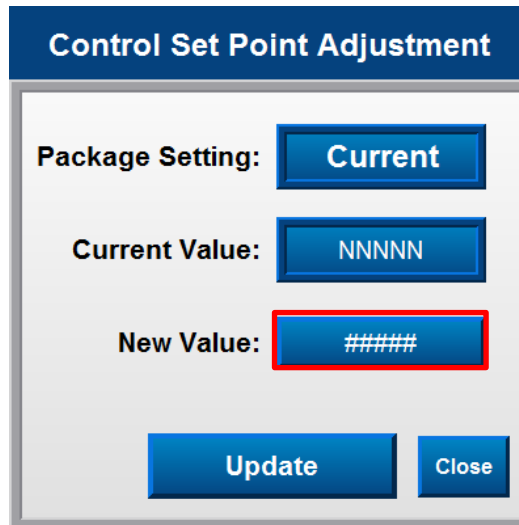 Control Set Point Adjustment
Package Setting: Current
Current Value: NNNNN
New Value: #####
Update Close